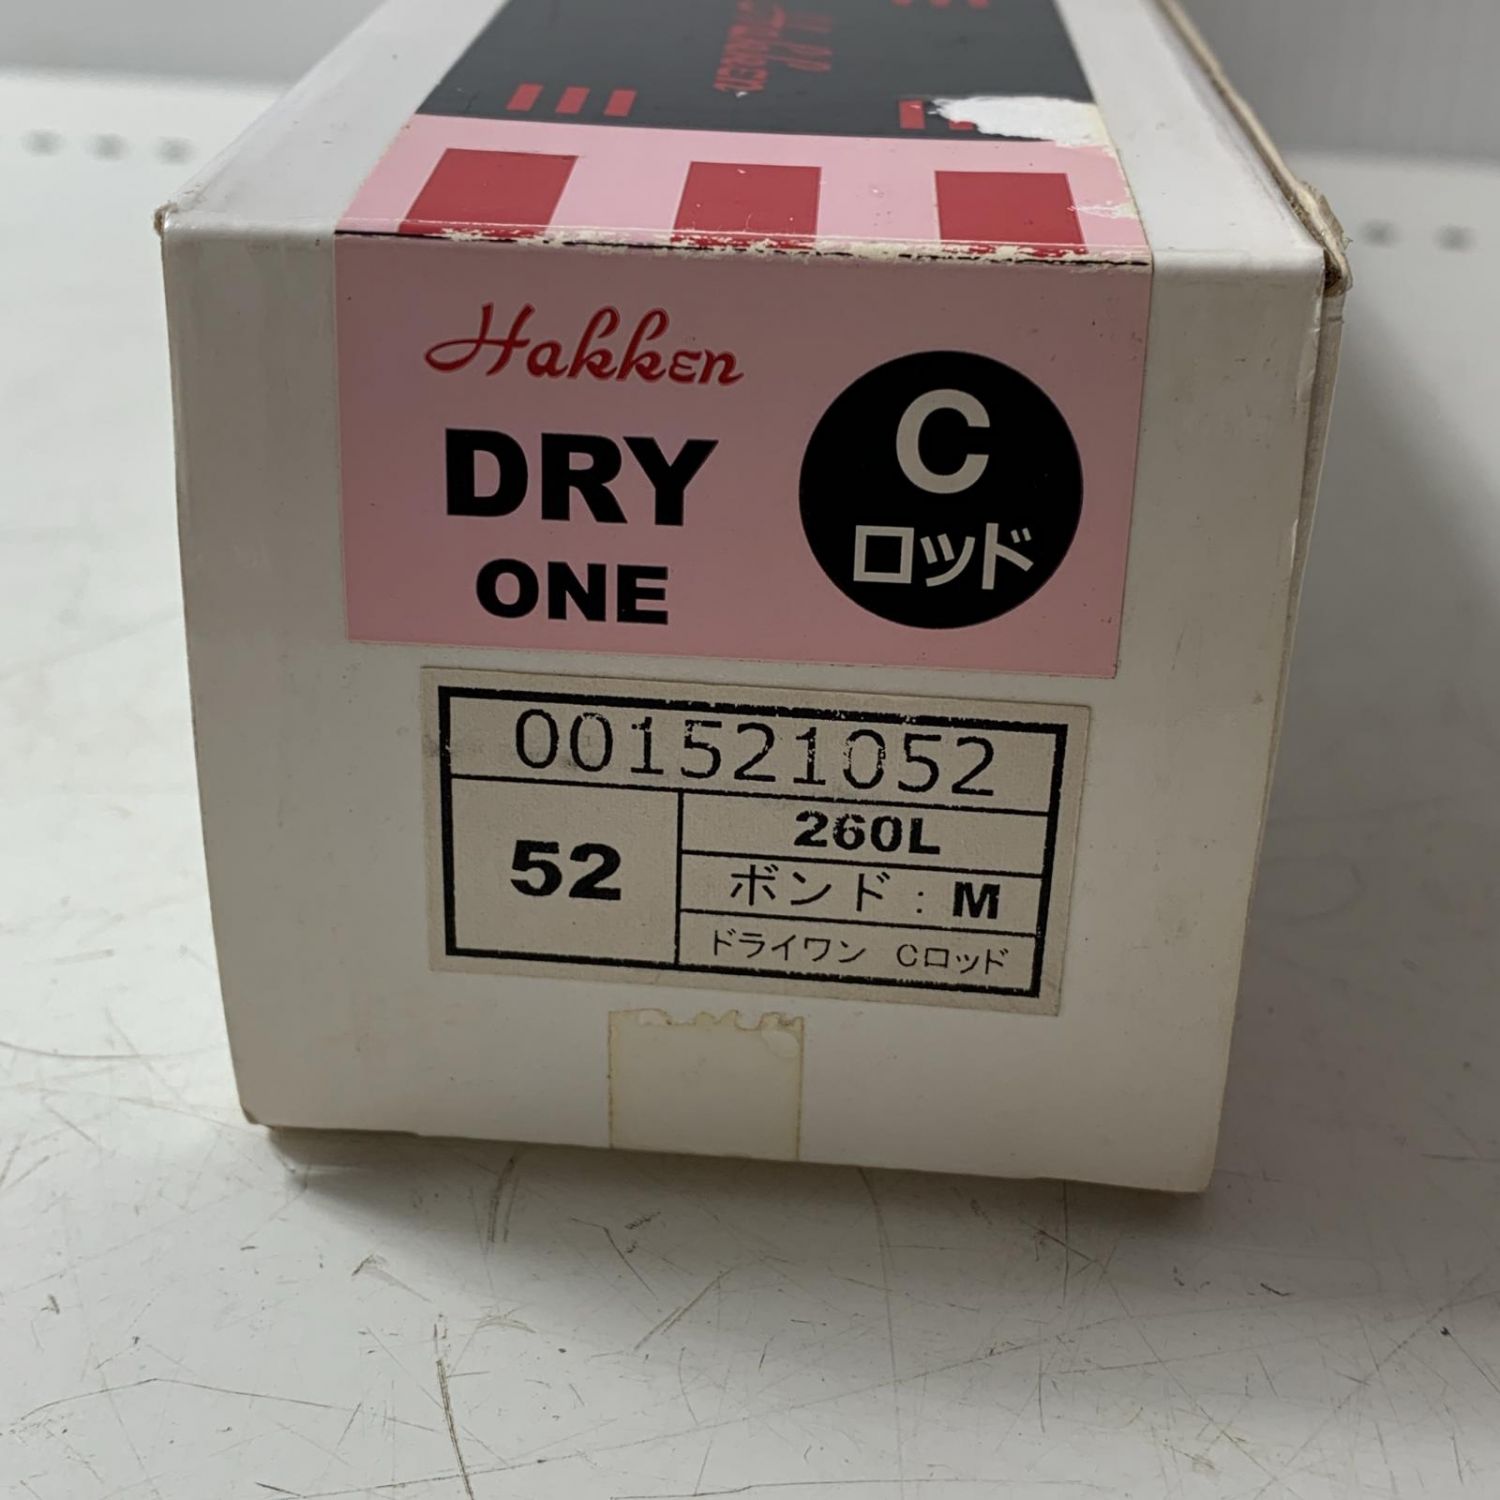 Hakken
DRY
ONE
C
ロッド
001521052
52
260L
ボンド：M
ドライワン Cロッド